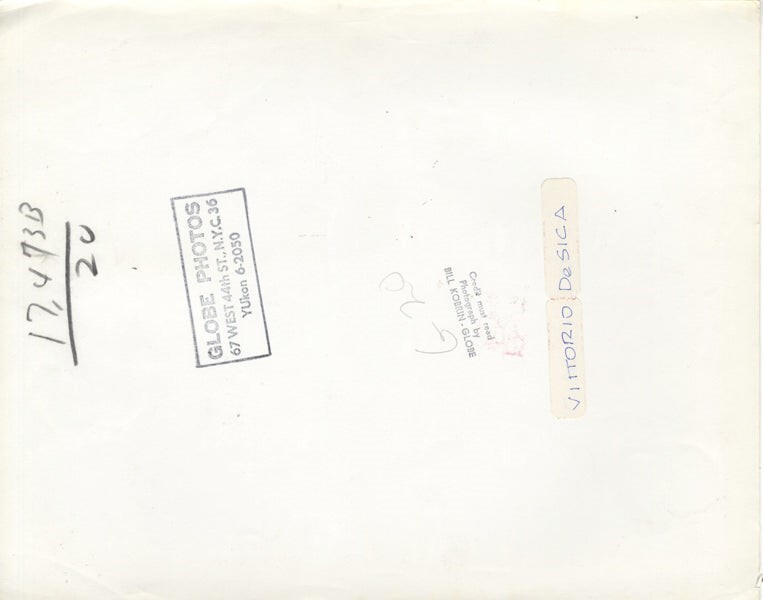 17,473B
20
GLOBE PHOTOS
67 WEST 44th ST., N.Y.C. 36
YUkon 6-2050
Credit must read
Photograph by
BILL KOBRIN-GLOBE
VITTORIO DeSICA